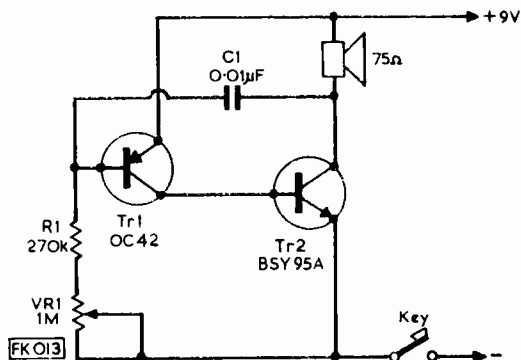 +9V
C1
0·01µF
75Ω
Tr1
OC42
Tr2
BSY95A
R1
270k
VR1
1M
Key
FK013
-